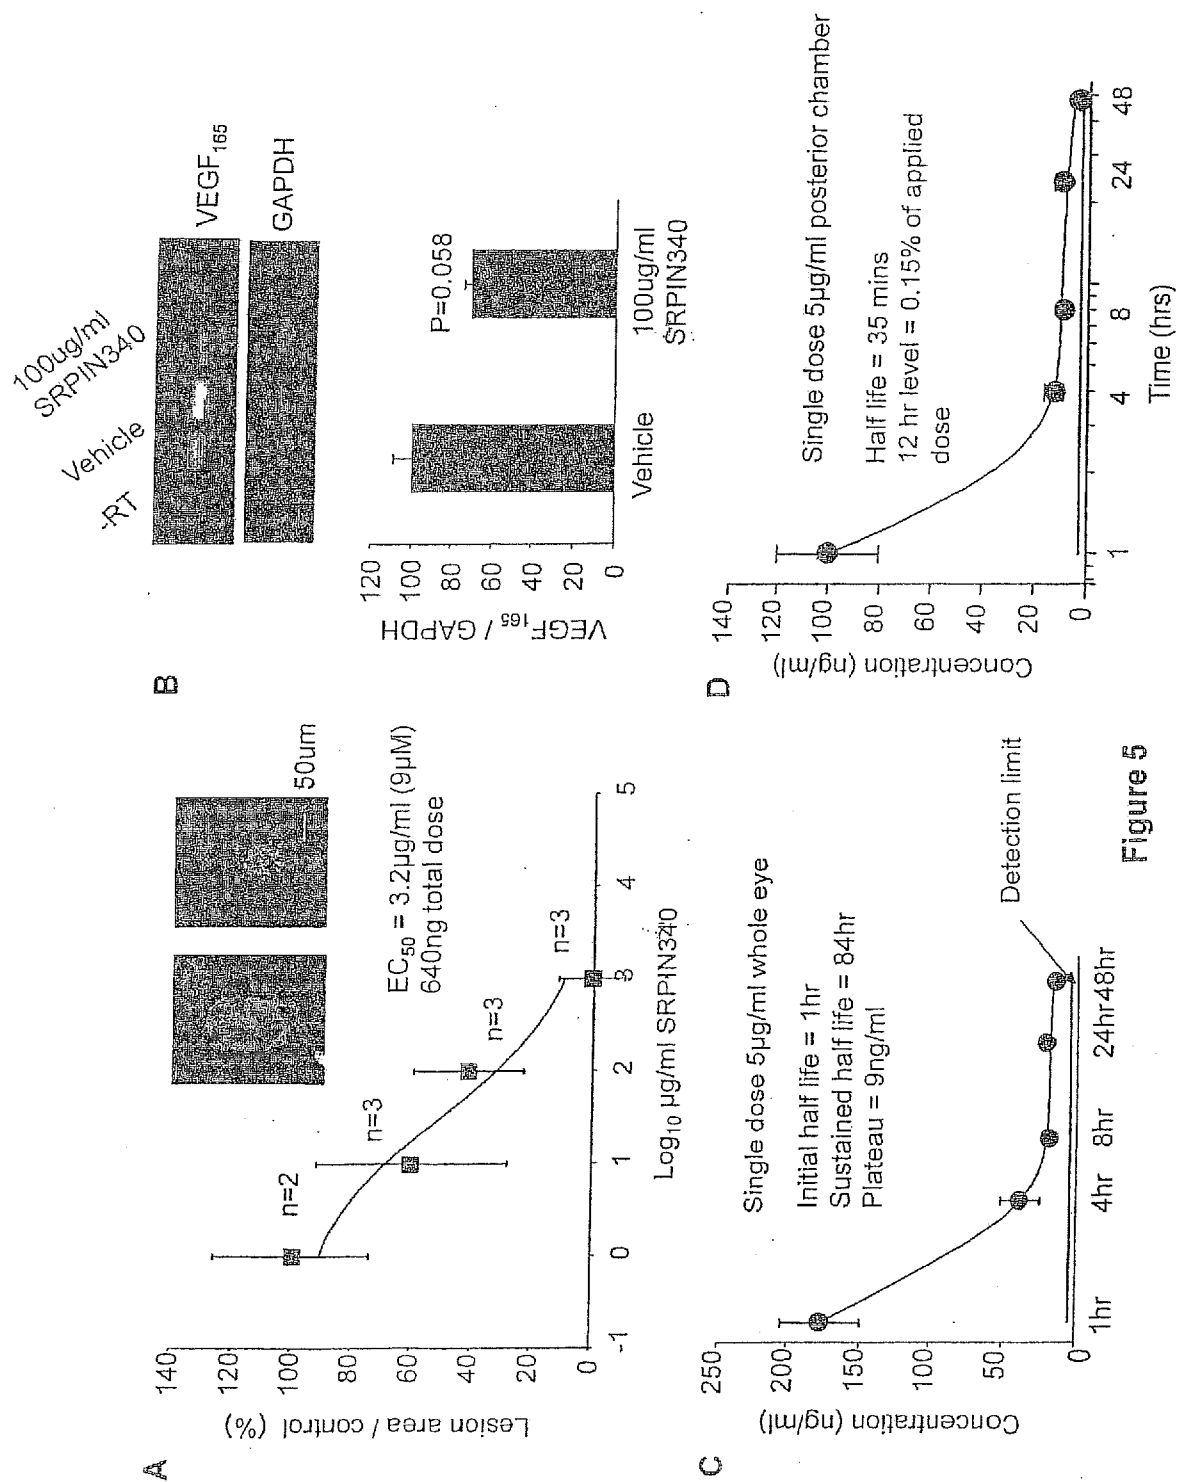 A
140
120
100
80
60
40
20
0
Lesion area / control (%)
-1
0
1
2
3
4
5
n=2
n=3
n=3
n=3
Log10 µg/ml SRPIN340
50um
EC50 = 3.2µg/ml (9µM)
640ng total dose
B
-RT
Vehicle
100ug/ml
SRPIN340
VEGF165
GAPDH
120
100
80
60
40
20
0
VEGF165 / GAPDH
P=0.058
Vehicle
100ug/ml
SRPIN340
C
250
200
150
100
50
0
Concentration (ng/ml)
Single dose 5µg/ml whole eye
Initial half life = 1hr
Sustained half life = 84hr
Plateau = 9ng/ml
1hr
4hr
8hr
24hr
48hr
Detection limit
D
140
120
100
80
60
40
20
0
Concentration (ng/ml)
Single dose 5µg/ml posterior chamber
Half life = 35 mins
12 hr level = 0.15% of applied
dose
1
4
8
24
48
Time (hrs)
Figure 5